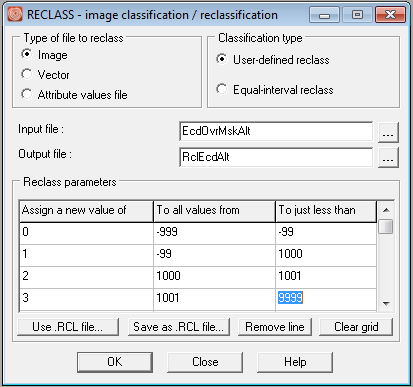 RECLASS - image classification / reclassification
Type of file to reclass
Image
Vector
Attribute values file
Classification type
User-defined reclass
Equal-interval reclass
Input file :
EcdOvrMskAlt
...
Output file :
RclEcdAlt
...
Reclass parameters
Assign a new value of To all values from To just less than
0 -999 -99
1 -99 1000
2 1000 1001
3 1001 9999
Use .RCL file... Save as .RCL file... Remove line Clear grid
OK Close Help